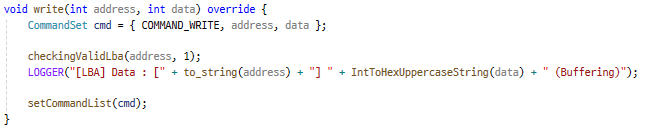 void write(int address, int data) override {
CommandSet cmd = { COMMAND_WRITE, address, data };
checkingValidLba(address, 1);
LOGGER("[LBA] Data : [" + to_string(address) + "] " + IntToHexUppercaseString(data) + " (Buffering)");
setCommandList(cmd);
}